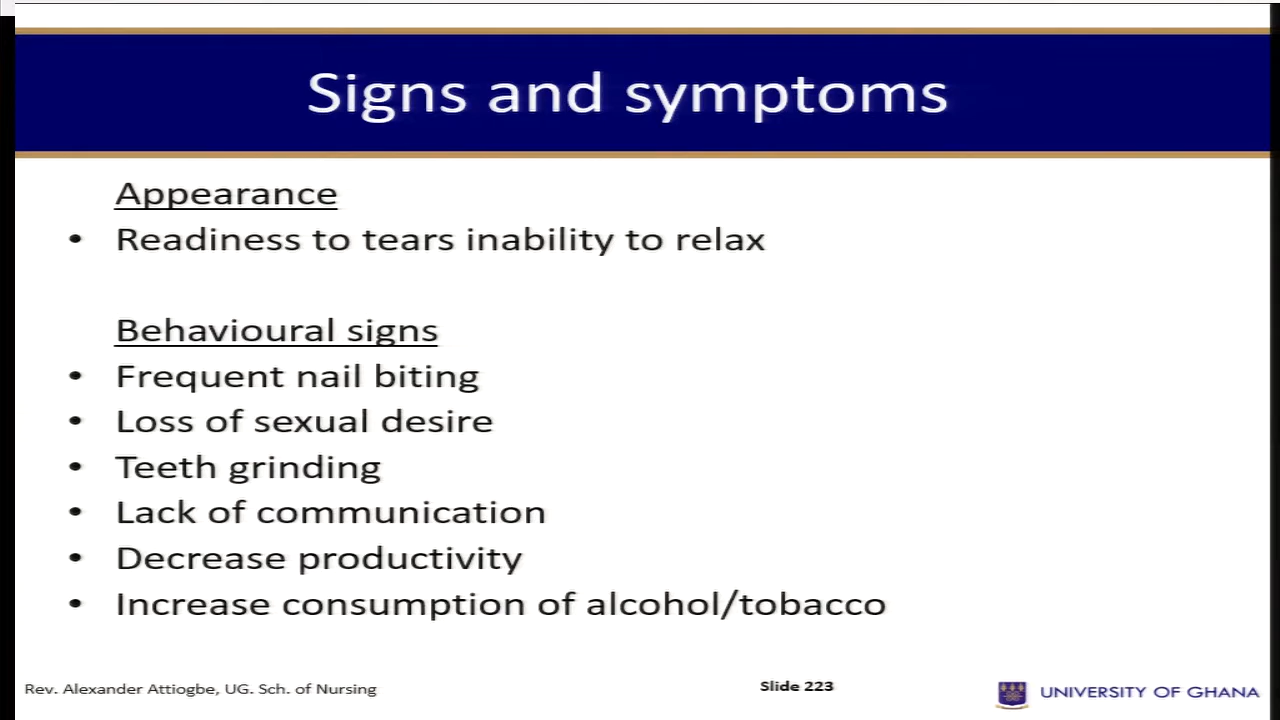 Signs and symptoms
Appearance
• Readiness to tears inability to relax
Behavioural signs
• Frequent nail biting
• Loss of sexual desire
• Teeth grinding
• Lack of communication
• Decrease productivity
• Increase consumption of alcohol/tobacco
Rev. Alexander Attiogbe, UG. Sch. of Nursing
Slide 223
UNIVERSITY OF GHANA